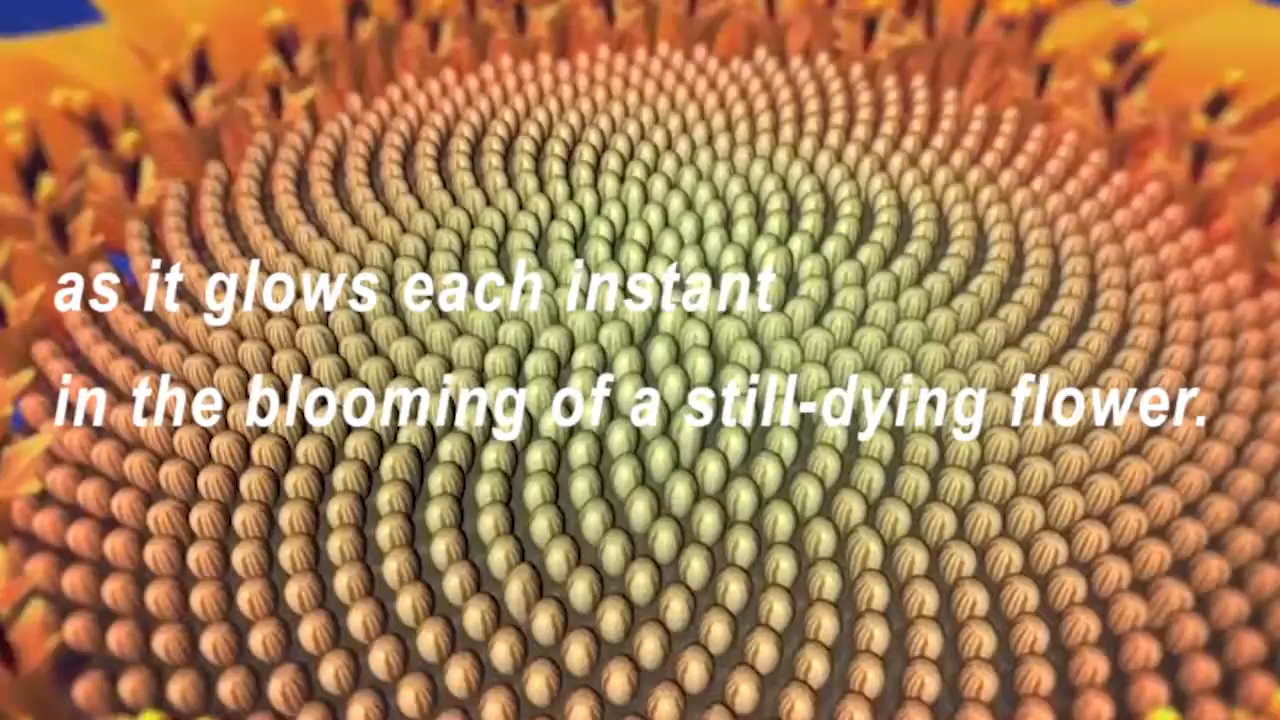 as it glows each instant
in the blooming of a still-dying flower.